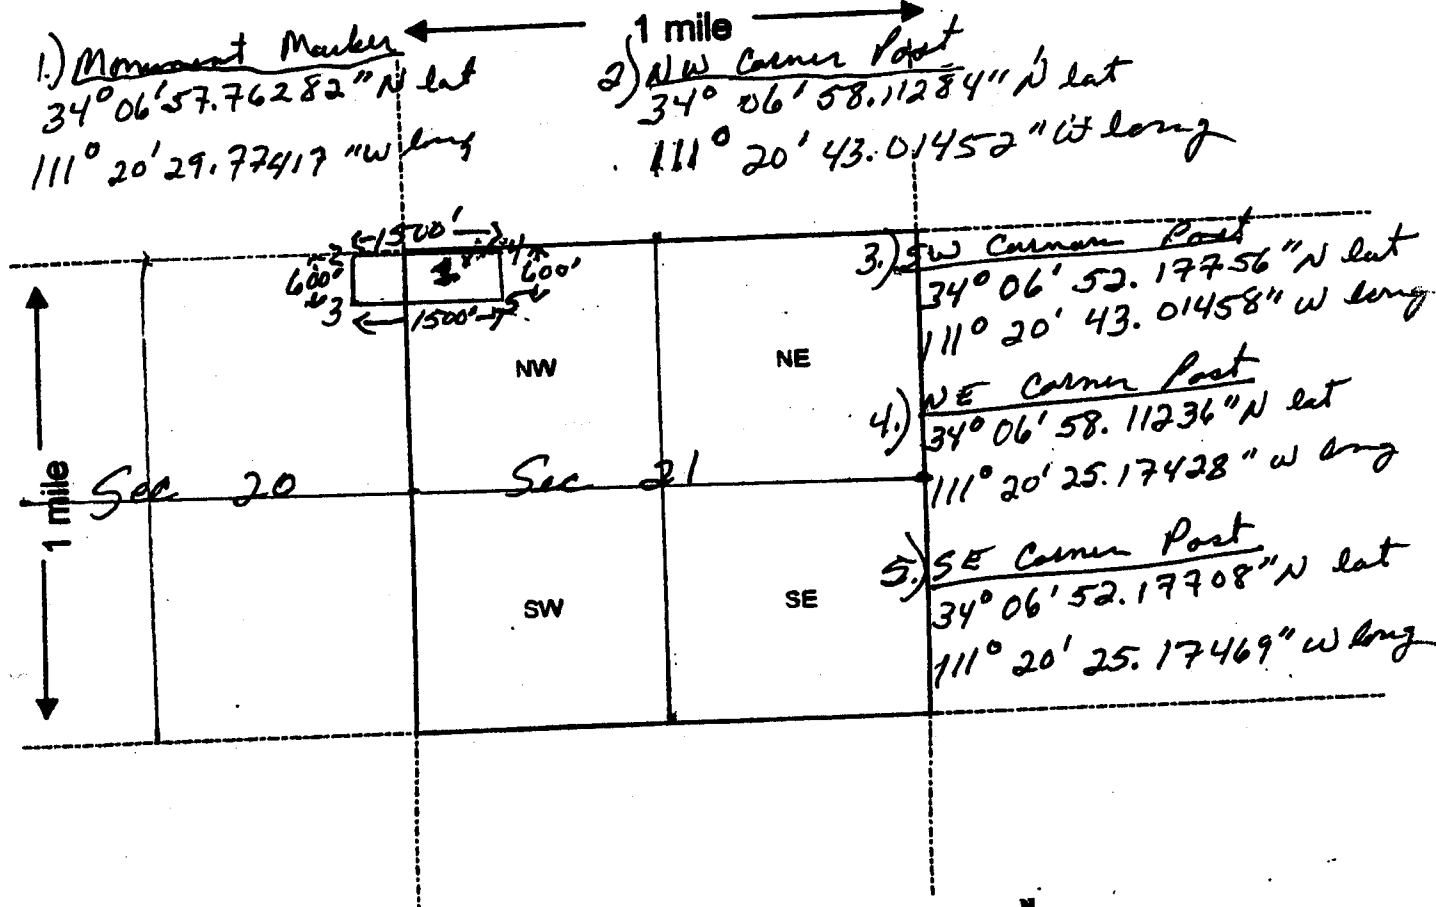 1 mile
1.) Monument Marker
34° 06' 57.76282" N lat
111° 20' 29.77417 "W long
2) NW Corner Post
34° 06' 58.11284" N lat
111° 20' 43.01452 "W long
1500'
600'
2
1
4
600'
3
1500'
5
NW
NE
3.) SW Corner Post
34° 06' 52.17756" N lat
111° 20' 43.01458" W long
4.) NE Corner Post
34° 06' 58.11236" N lat
111° 20' 25.17428" W long
1 mile
Sec 20
Sec 21
SW
SE
5.) SE Corner Post
34° 06' 52.17708" N lat
111° 20' 25.17469" W long